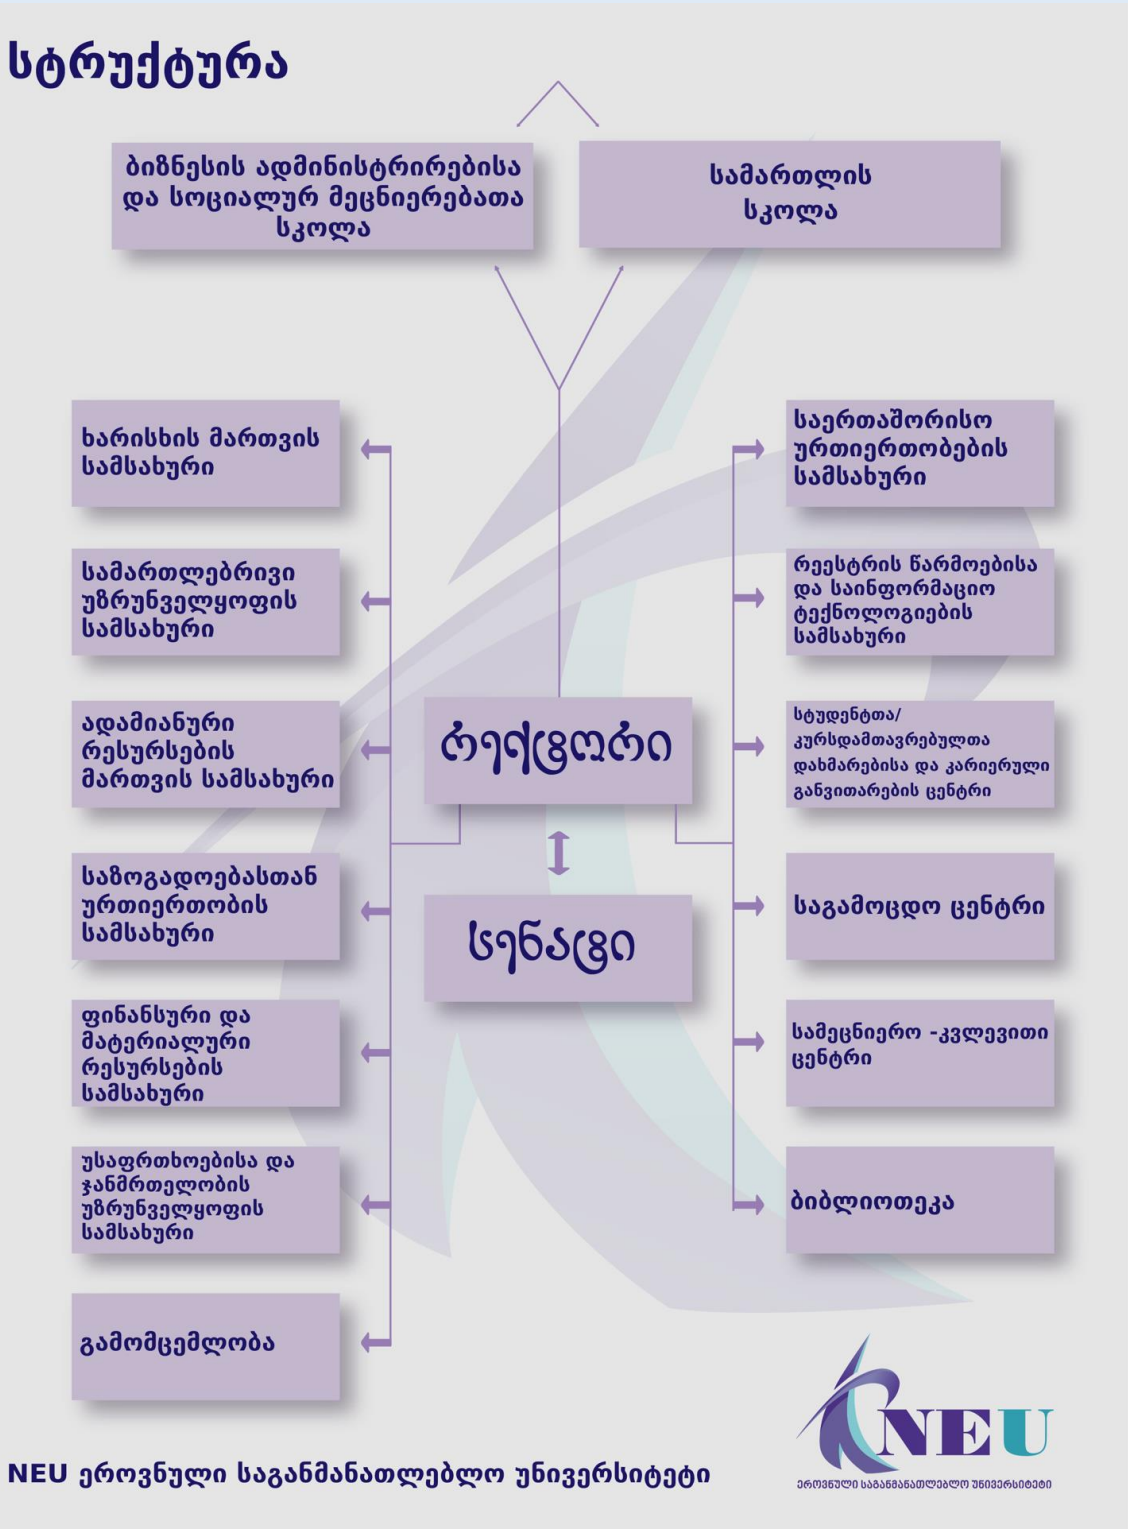 სტრუქტურა
ბიზნესის ადმინისტრირებისა
და სოციალურ მეცნიერებათა
სკოლა
სამართლის
სკოლა
ხარისხის მართვის
სამსახური
სამართლებრივი
უზრუნველყოფის
სამსახური
ადამიანური
რესურსების
მართვის სამსახური
საზოგადოებასთან
ურთიერთობის
სამსახური
ფინანსური და
მატერიალური
რესურსების
სამსახური
უსაფრთხოებისა და
ჯანმრთელობის
უზრუნველყოფის
სამსახური
გამომცემლობა
რექტორი
სენატი
საერთაშორისო
ურთიერთობების
სამსახური
რეესტრის წარმოებისა
და საინფორმაციო
ტექნოლოგიების
სამსახური
სტუდენტთა/
კურსდამთავრებულთა
დახმარებისა და კარიერული
განვითარების ცენტრი
საგამოცდო ცენტრი
სამეცნიერო -კვლევითი
ცენტრი
ბიბლიოთეკა
NEU
ეროვნული საგანმანათლებლო უნივერსიტეტი
NEU ეროვნული საგანმანათლებლო უნივერსიტეტი